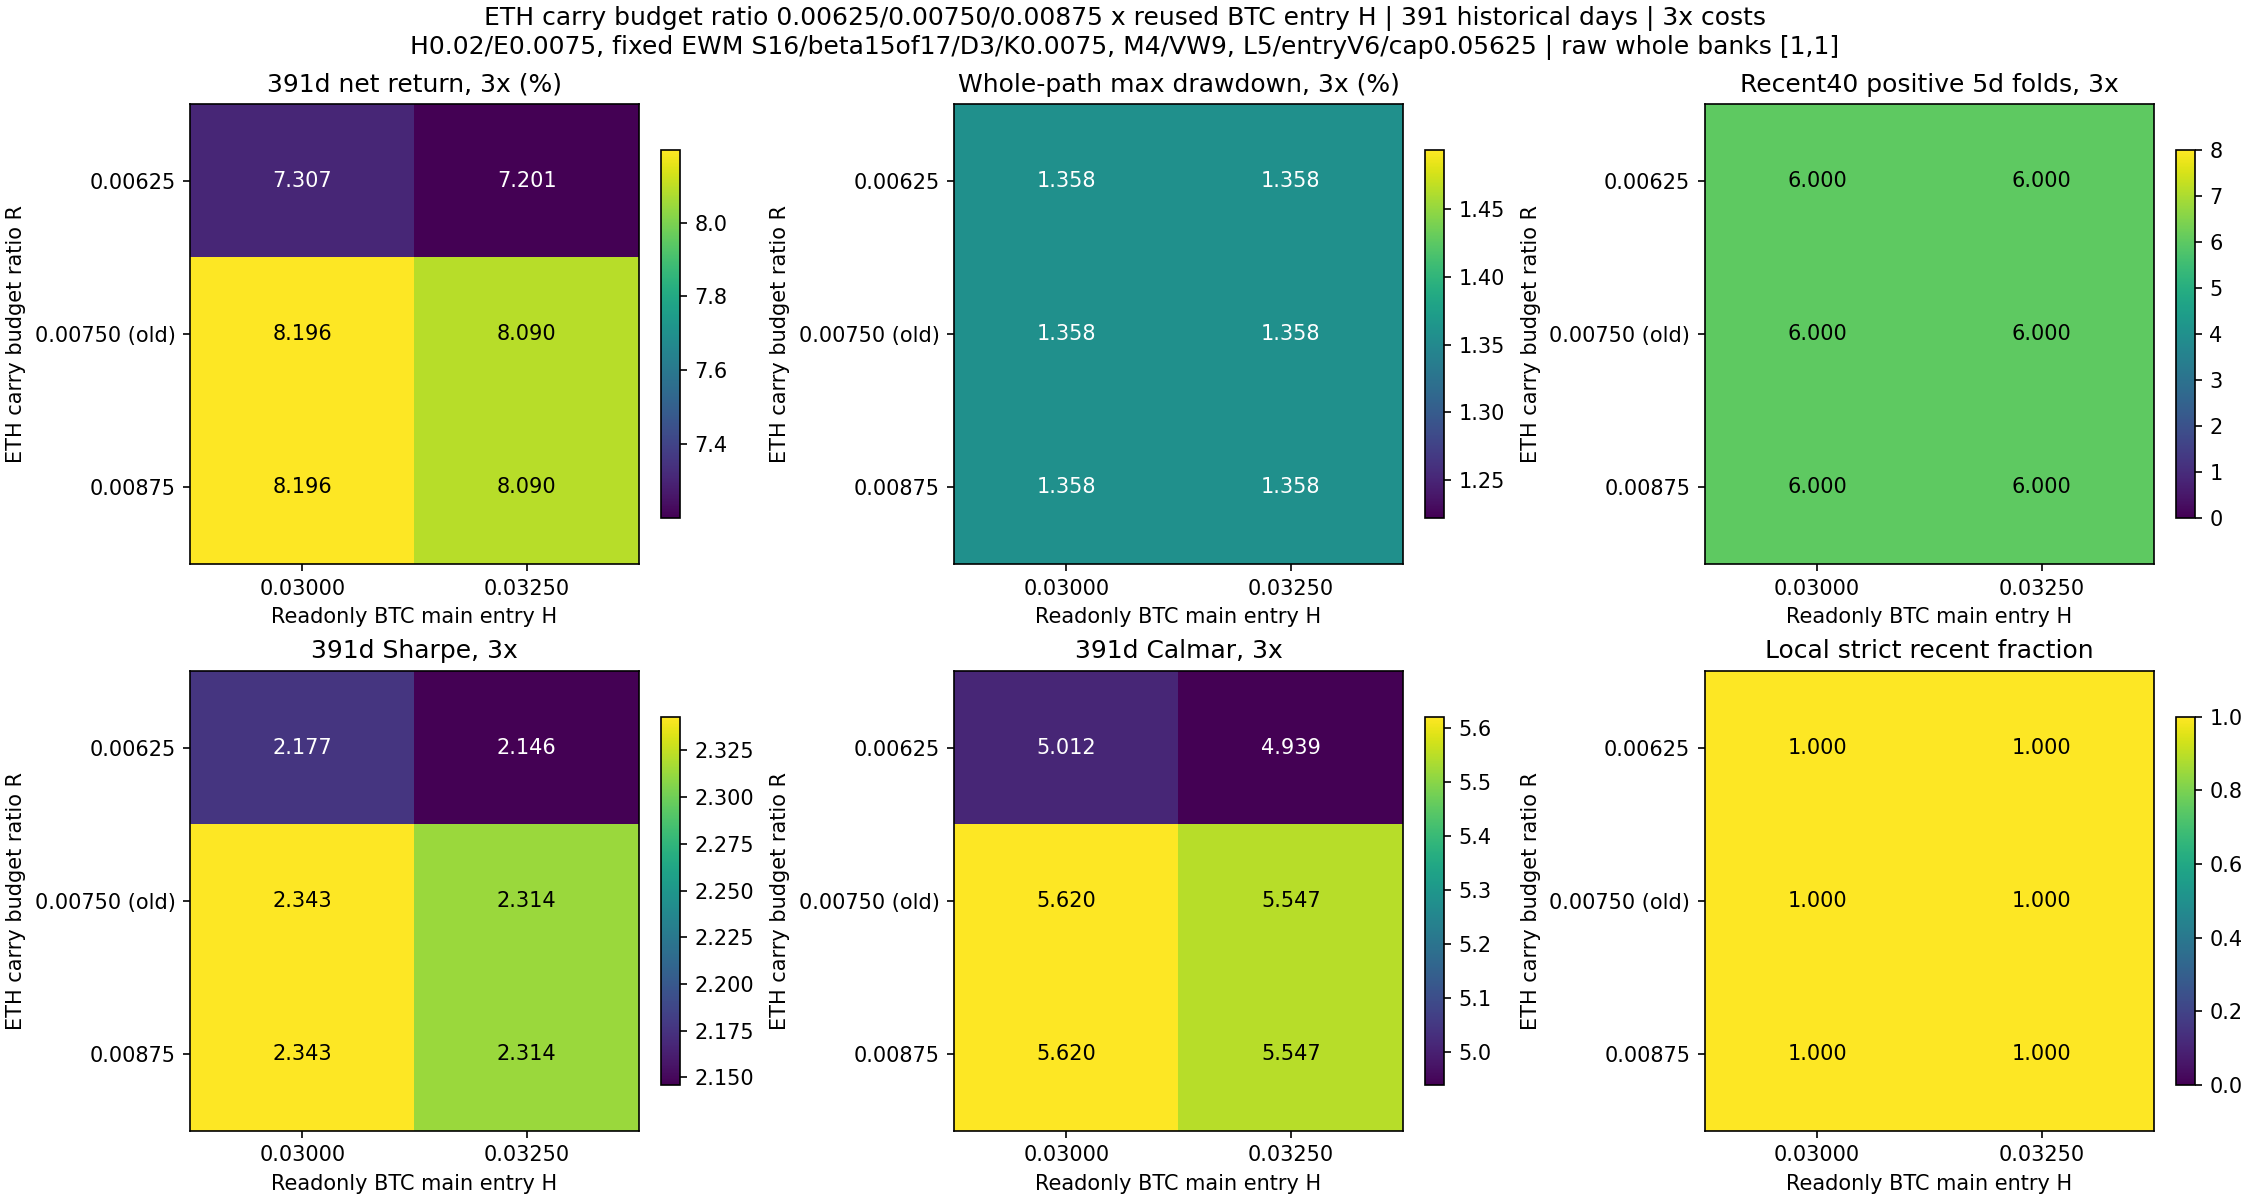 ETH carry budget ratio 0.00625/0.00750/0.00875 x reused BTC entry H | 391 historical days | 3x costs
H0.02/E0.0075, fixed EWM S16/beta15of17/D3/K0.0075, M4/VW9, L5/entryV6/cap0.05625 | raw whole banks [1,1]
391d net return, 3x (%)
ETH carry budget ratio R
0.00625
0.00750 (old)
0.00875
7.307 7.201
8.196 8.090
8.196 8.090
0.03000 0.03250
Readonly BTC main entry H
8.0
7.8
7.6
7.4
Whole-path max drawdown, 3x (%)
ETH carry budget ratio R
0.00625
0.00750 (old)
0.00875
1.358 1.358
1.358 1.358
1.358 1.358
0.03000 0.03250
Readonly BTC main entry H
1.45
1.40
1.35
1.30
1.25
Recent40 positive 5d folds, 3x
ETH carry budget ratio R
0.00625
0.00750 (old)
0.00875
6.000 6.000
6.000 6.000
6.000 6.000
0.03000 0.03250
Readonly BTC main entry H
8
7
6
5
4
3
2
1
0
391d Sharpe, 3x
ETH carry budget ratio R
0.00625
0.00750 (old)
0.00875
2.177 2.146
2.343 2.314
2.343 2.314
0.03000 0.03250
Readonly BTC main entry H
2.325
2.300
2.275
2.250
2.225
2.200
2.175
2.150
391d Calmar, 3x
ETH carry budget ratio R
0.00625
0.00750 (old)
0.00875
5.012 4.939
5.620 5.547
5.620 5.547
0.03000 0.03250
Readonly BTC main entry H
5.6
5.5
5.4
5.3
5.2
5.1
5.0
Local strict recent fraction
ETH carry budget ratio R
0.00625
0.00750 (old)
0.00875
1.000 1.000
1.000 1.000
1.000 1.000
0.03000 0.03250
Readonly BTC main entry H
1.0
0.8
0.6
0.4
0.2
0.0